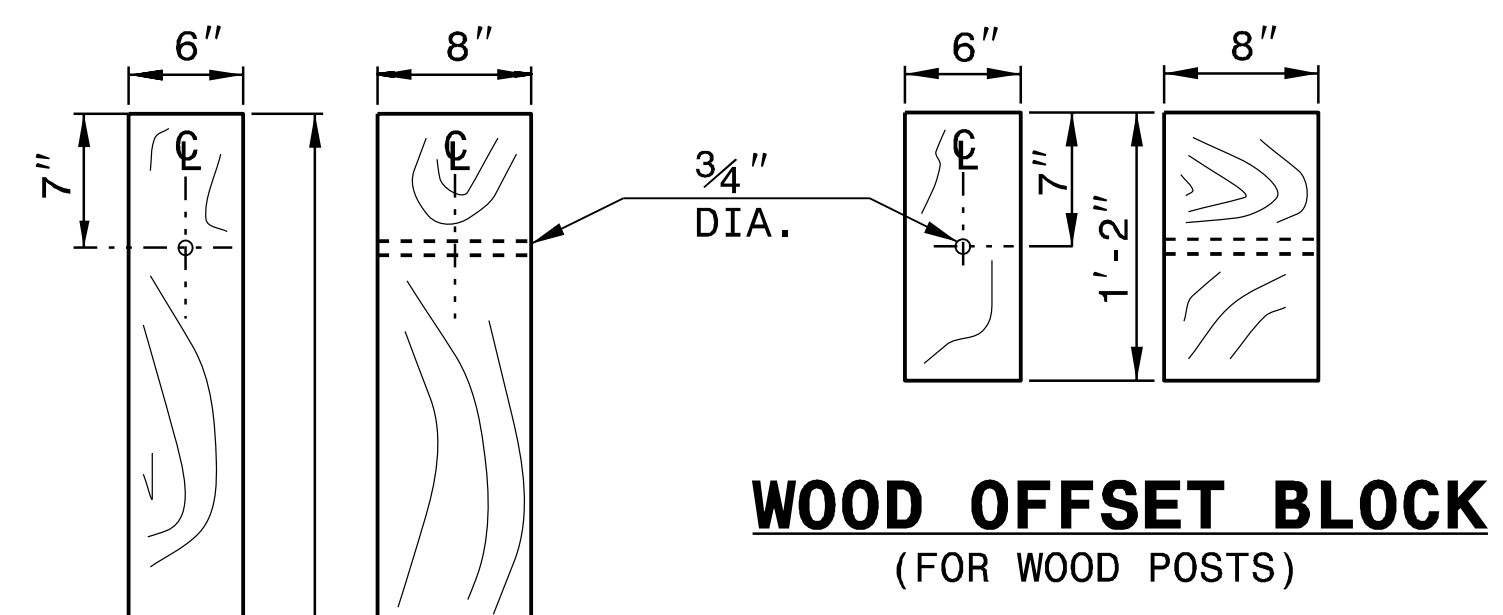 6" 8" 6" 8"
℄ ℄ ℄
7" 3/4" 7"
DIA. 1'-2"
WOOD OFFSET BLOCK
(FOR WOOD POSTS)